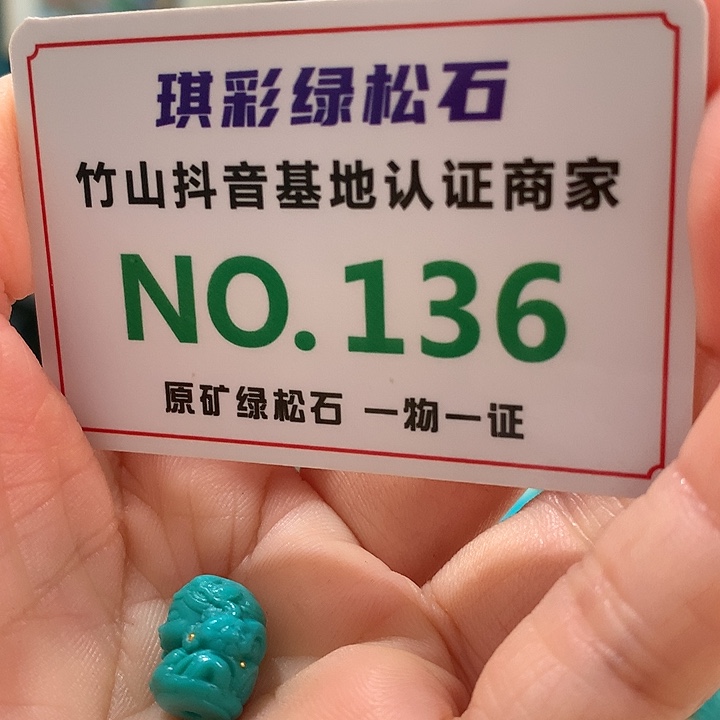 琪彩绿松石
竹山抖音基地认证商家
NO.136
原矿绿松石 一物一证